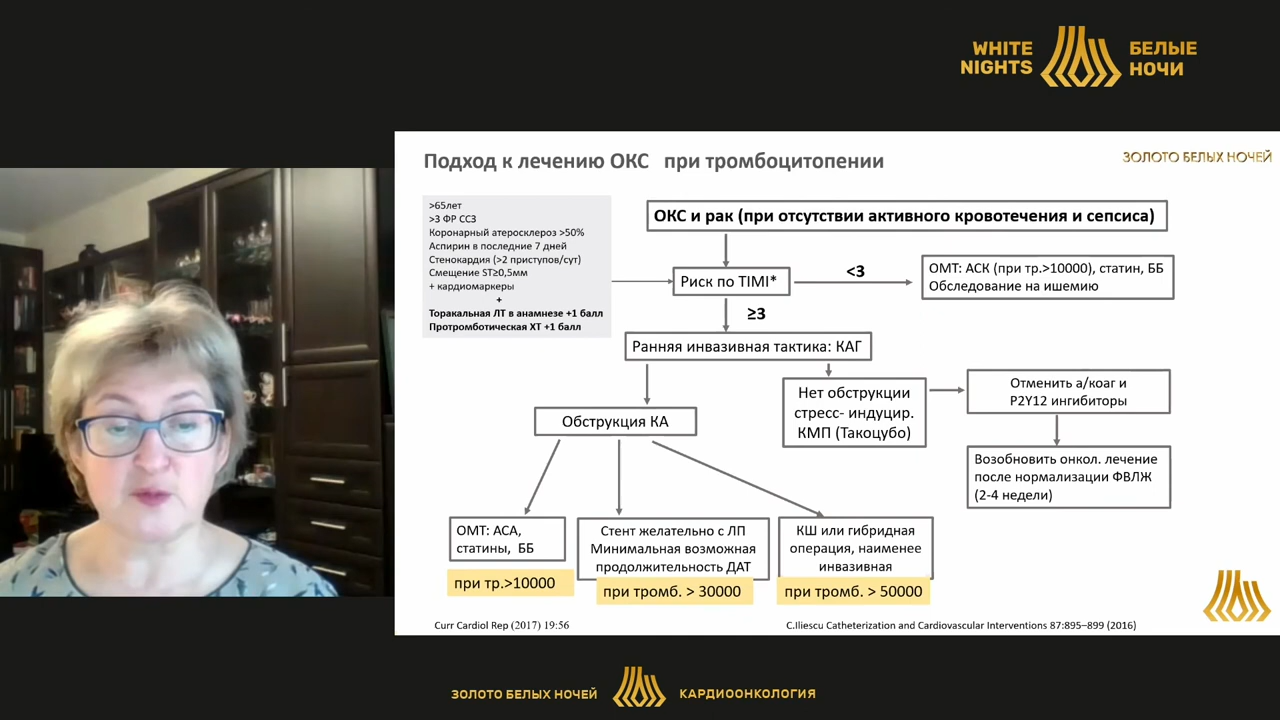 WHITE
NIGHTS
БЕЛЫЕ
НОЧИ
Подход к лечению ОКС при тромбоцитопении
ЗОЛОТО БЕЛЫХ НОЧЕЙ
>65лет
>3 ФР ССЗ
Коронарный атеросклероз >50%
Аспирин в последние 7 дней
Стенокардия (>2 приступов/сут)
Смещение ST≥0,5мм
+ кардиомаркеры
+
Торакальная ЛТ в анамнезе +1 балл
Протромботическая ХТ +1 балл
ОКС и рак (при отсутствии активного кровотечения и сепсиса)
Риск по TIMI*
<3
ОМТ: АСК (при тр.>10000), статин, ББ
Обследование на ишемию
≥3
Ранняя инвазивная тактика: КАГ
Обструкция КА
Нет обструкции
стресс- индуцир.
КМП (Такоцубо)
Отменить а/коаг и
P2Y12 ингибиторы
Возобновить онкол. лечение
после нормализации ФВЛЖ
(2-4 недели)
ОМТ: АСА,
статины, ББ
при тр.>10000
Стент желательно с ЛП
Минимальная возможная
продолжительность ДАТ
при тромб. > 30000
КШ или гибридная
операция, наименее
инвазивная
при тромб. > 50000
Curr Cardiol Rep (2017) 19:56
C.Iliescu Catheterization and Cardiovascular Interventions 87:895–899 (2016)
ЗОЛОТО БЕЛЫХ НОЧЕЙ
КАРДИООНКОЛОГИЯ